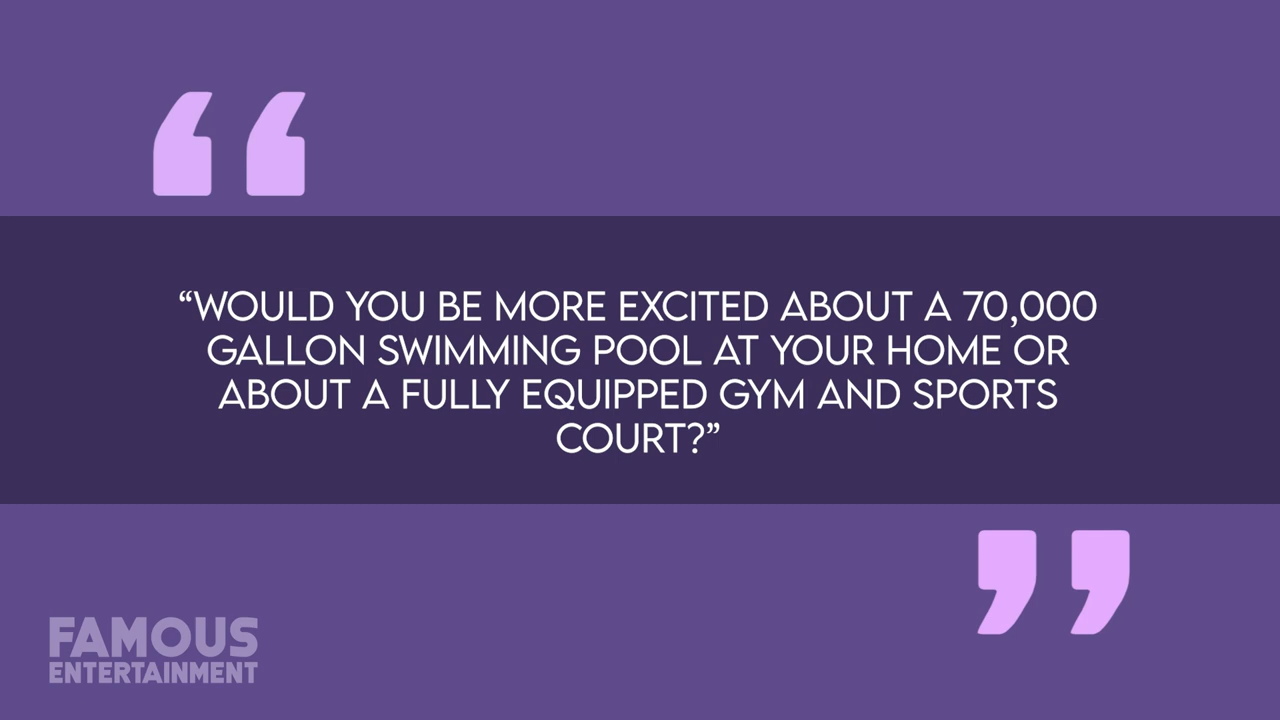 “WOULD YOU BE MORE EXCITED ABOUT A 70,000
GALLON SWIMMING POOL AT YOUR HOME OR
ABOUT A FULLY EQUIPPED GYM AND SPORTS
COURT?”
FAMOUS
ENTERTAINMENT